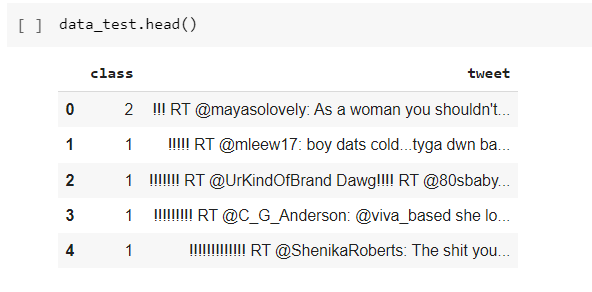 [ ] data_test.head()
class tweet
0 2 !!! RT @mayasolovely: As a woman you shouldn't...
1 1 !!!!! RT @mleew17: boy dats cold...tyga dwn ba...
2 1 !!!!!!! RT @UrKindOfBrand Dawg!!!! RT @80sbaby...
3 1 !!!!!!!!! RT @C_G_Anderson: @viva_based she lo...
4 1 !!!!!!!!!!!!! RT @ShenikaRoberts: The shit you...